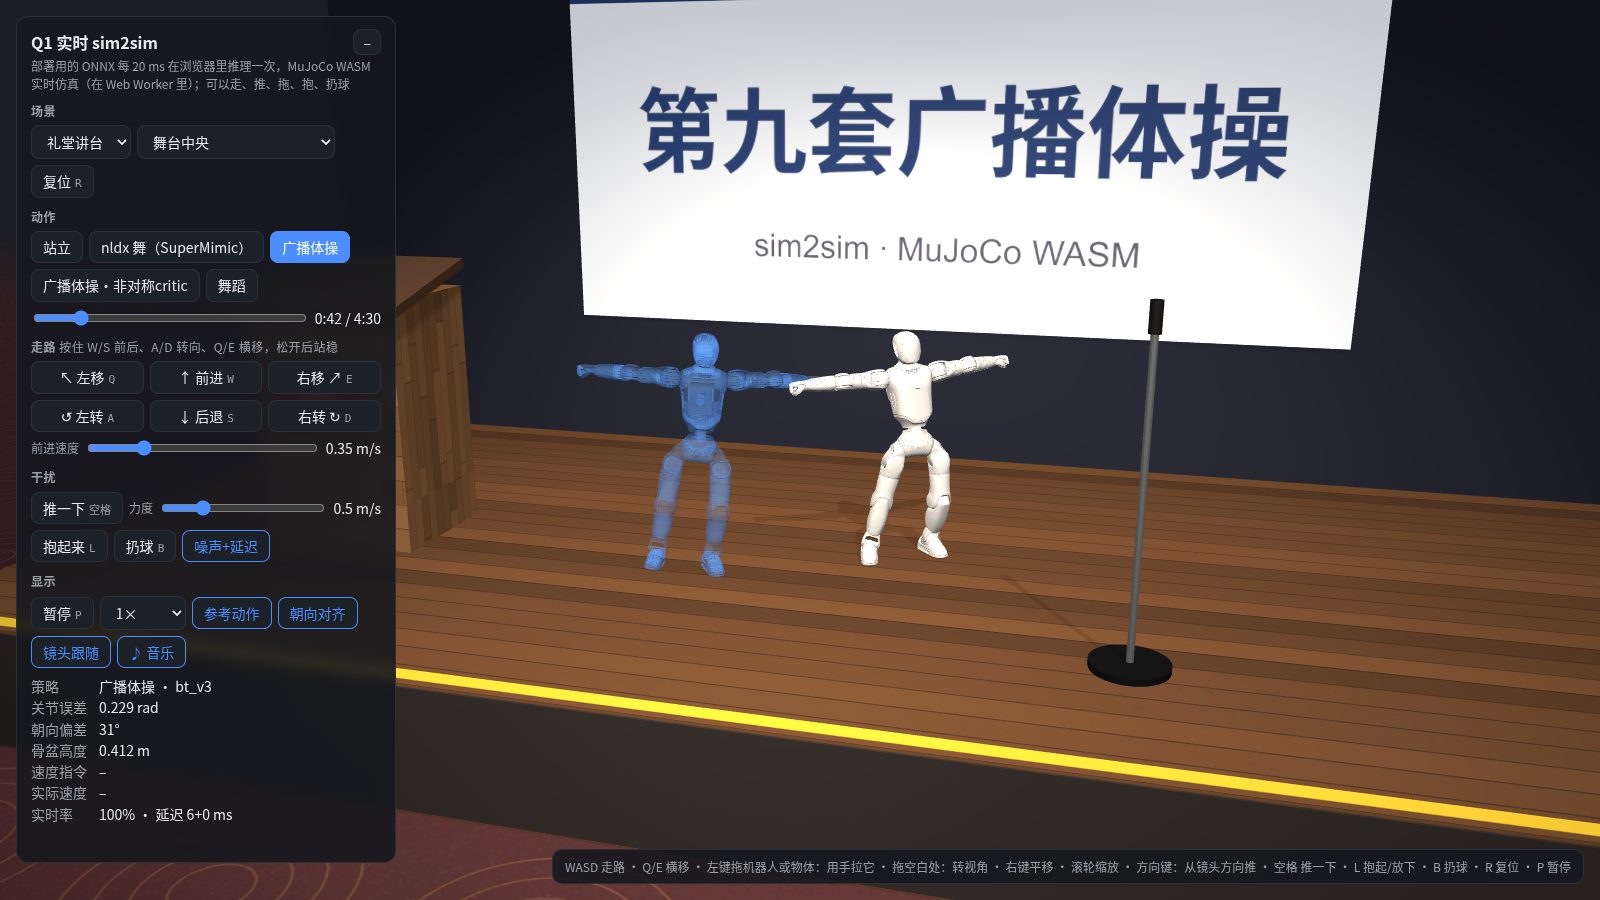 Q1 实时 sim2sim
–
部署用的 ONNX 每 20 ms 在浏览器里推理一次，MuJoCo WASM
实时仿真（在 Web Worker 里）；可以走、推、拖、抱、扔球
场景
礼堂讲台 舞台中央
复位 R
动作
站立 nldx 舞（SuperMimic） 广播体操
广播体操·非对称critic 舞蹈
0:42 / 4:30
走路 按住 W/S 前后、A/D 转向、Q/E 横移，松开后站稳
↖ 左移 Q ↑ 前进 W 右移 ↗ E
↺ 左转 A ↓ 后退 S 右转 ↻ D
前进速度 0.35 m/s
干扰
推一下 空格 力度 0.5 m/s
抱起来 L 扔球 B 噪声+延迟
显示
暂停 P 1× 参考动作 朝向对齐
镜头跟随 ♪ 音乐
策略 广播体操 · bt_v3
关节误差 0.229 rad
朝向偏差 31°
骨盆高度 0.412 m
速度指令 –
实际速度 –
实时率 100% · 延迟 6+0 ms
第九套广播体操
sim2sim · MuJoCo WASM
WASD 走路 · Q/E 横移 · 左键拖机器人或物体：用手拉它 · 拖空白处：转视角 · 右键平移 · 滚轮缩放 · 方向键：从镜头方向推 · 空格 推一下 · L 抱起/放下 · B 扔球 · R 复位 · P 暂停